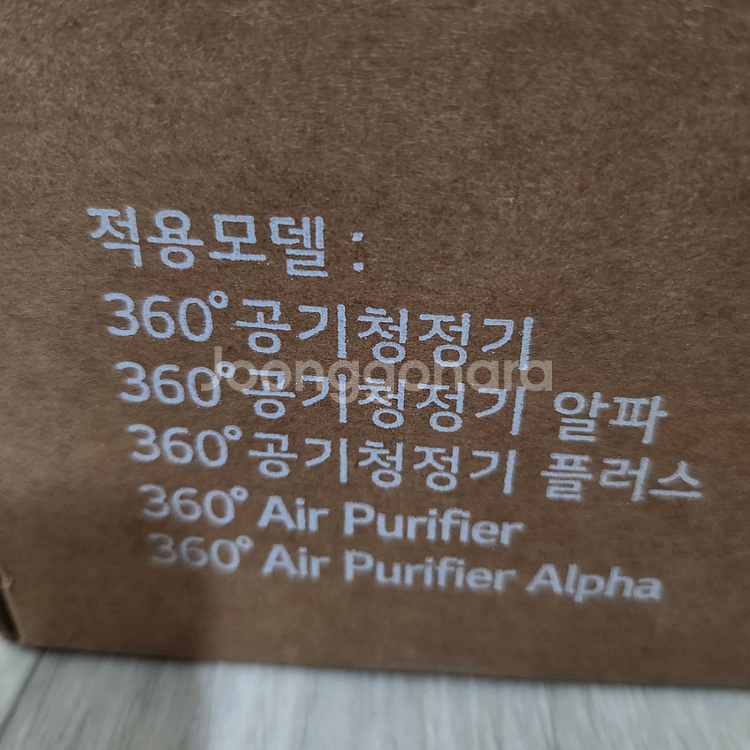 적용모델 :
360° 공기청정기
Joonggonara
360° 공기청정기 알파
360° 공기청정기 플러스
360° Air Purifier
360° Air Purifier Alpha